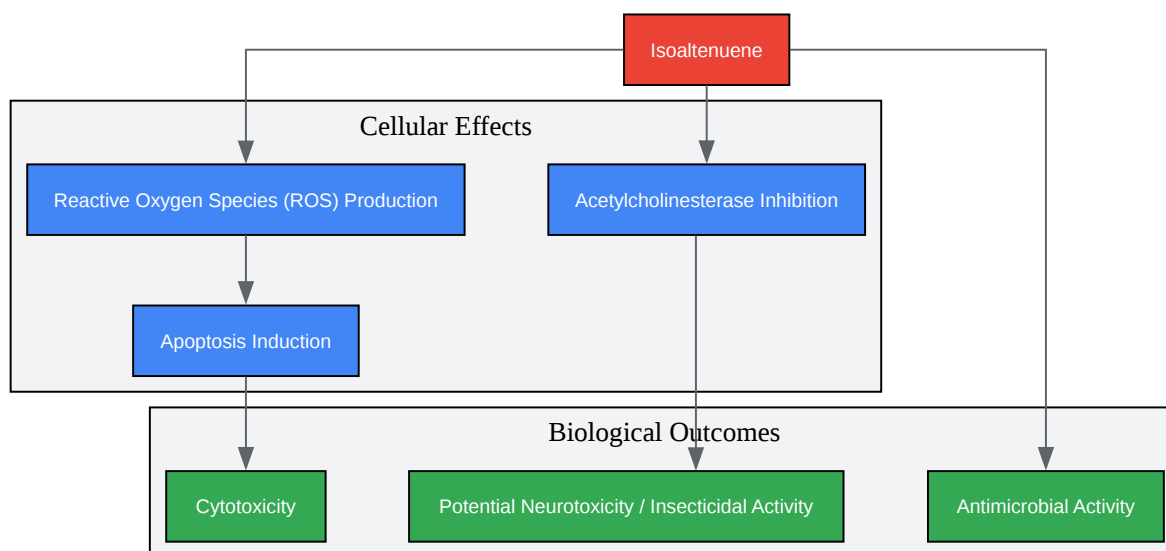 Isoaltenuene
Cellular Effects
Reactive Oxygen Species (ROS) Production
Acetylcholinesterase Inhibition
Apoptosis Induction
Biological Outcomes
Cytotoxicity
Potential Neurotoxicity / Insecticidal Activity
Antimicrobial Activity